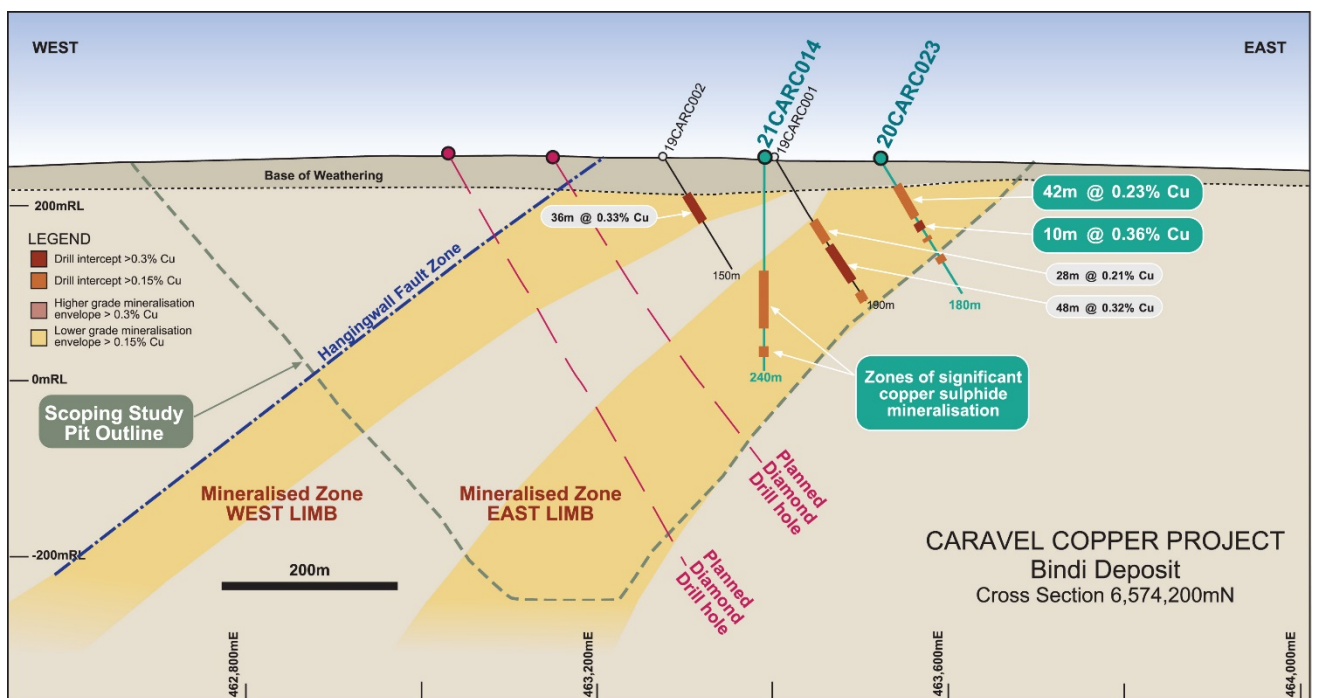 WEST
EAST
19CARC002
21CARC014
19CARC001
20CARC023
Base of Weathering
200mRL
36m @ 0.33% Cu
42m @ 0.23% Cu
10m @ 0.36% Cu
28m @ 0.21% Cu
48m @ 0.32% Cu
150m
190m
180m
240m
LEGEND
Drill intercept >0.3% Cu
Drill intercept >0.15% Cu
Higher grade mineralisation
envelope > 0.3% Cu
Lower grade mineralisation
envelope > 0.15% Cu
Hangingwall Fault Zone
0mRL
Scoping Study
Pit Outline
Zones of significant
copper sulphide
mineralisation
Mineralised Zone
WEST LIMB
Mineralised Zone
EAST LIMB
Planned
Diamond
Drill hole
Planned
Diamond
Drill hole
-200mRL
200m
CARAVEL COPPER PROJECT
Bindi Deposit
Cross Section 6,574,200mN
462,800mE
463,200mE
463,600mE
464,000mE